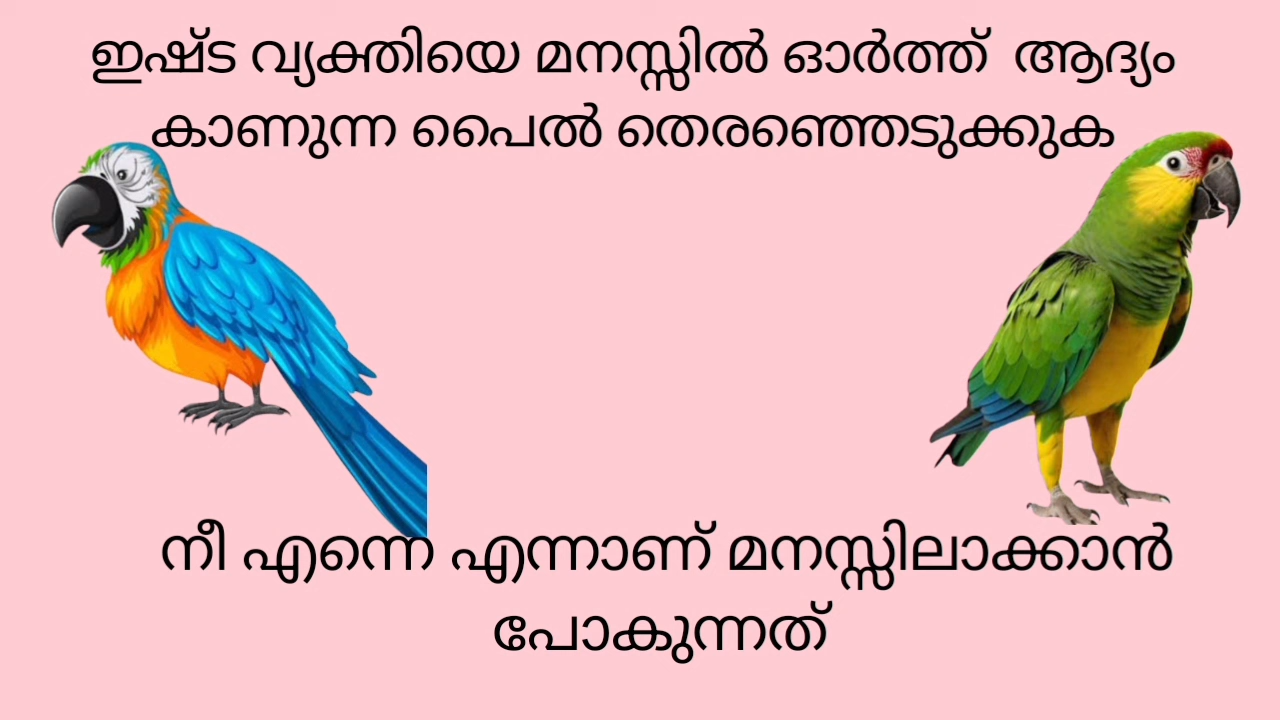 ഇഷ്ട വ്യക്തിയെ മനസ്സിൽ ഓർത്ത് ആദ്യം
കാണുന്ന പൈൽ തെരഞ്ഞെടുക്കുക
നീ എന്നെ എന്നാണ് മനസ്സിലാക്കാൻ
പോകുന്നത്